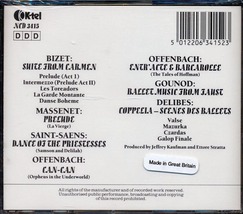 K-tel
NCD 3415
DDD
5 012206 341523
BIZET:
SUITE FROM CARMEN
Prelude (Act 1)
Intermezzo (Prelude Act II)
Les Toreadors
La Garde Montante
Danse Boheme
MASSENET:
PRELUDE
(La Vierge)
SAINT-SAENS:
DANCE OF THE PRIESTESSES
(Samson and Delilah)
OFFENBACH:
CAN-CAN
(Orpheus in the Underworld)
OFFENBACH:
ENTR'ACTE & BARCAROLLE
(The Tales of Hoffman)
GOUNOD:
BALLET MUSIC FROM FAUST
DELIBES:
COPPELIA - SCENES DES BALLETS
Valse
Mazurka
Czardas
Galop Finale
Produced by Jeffrey Kaufman and Ettore Stratta
Made in Great Britain